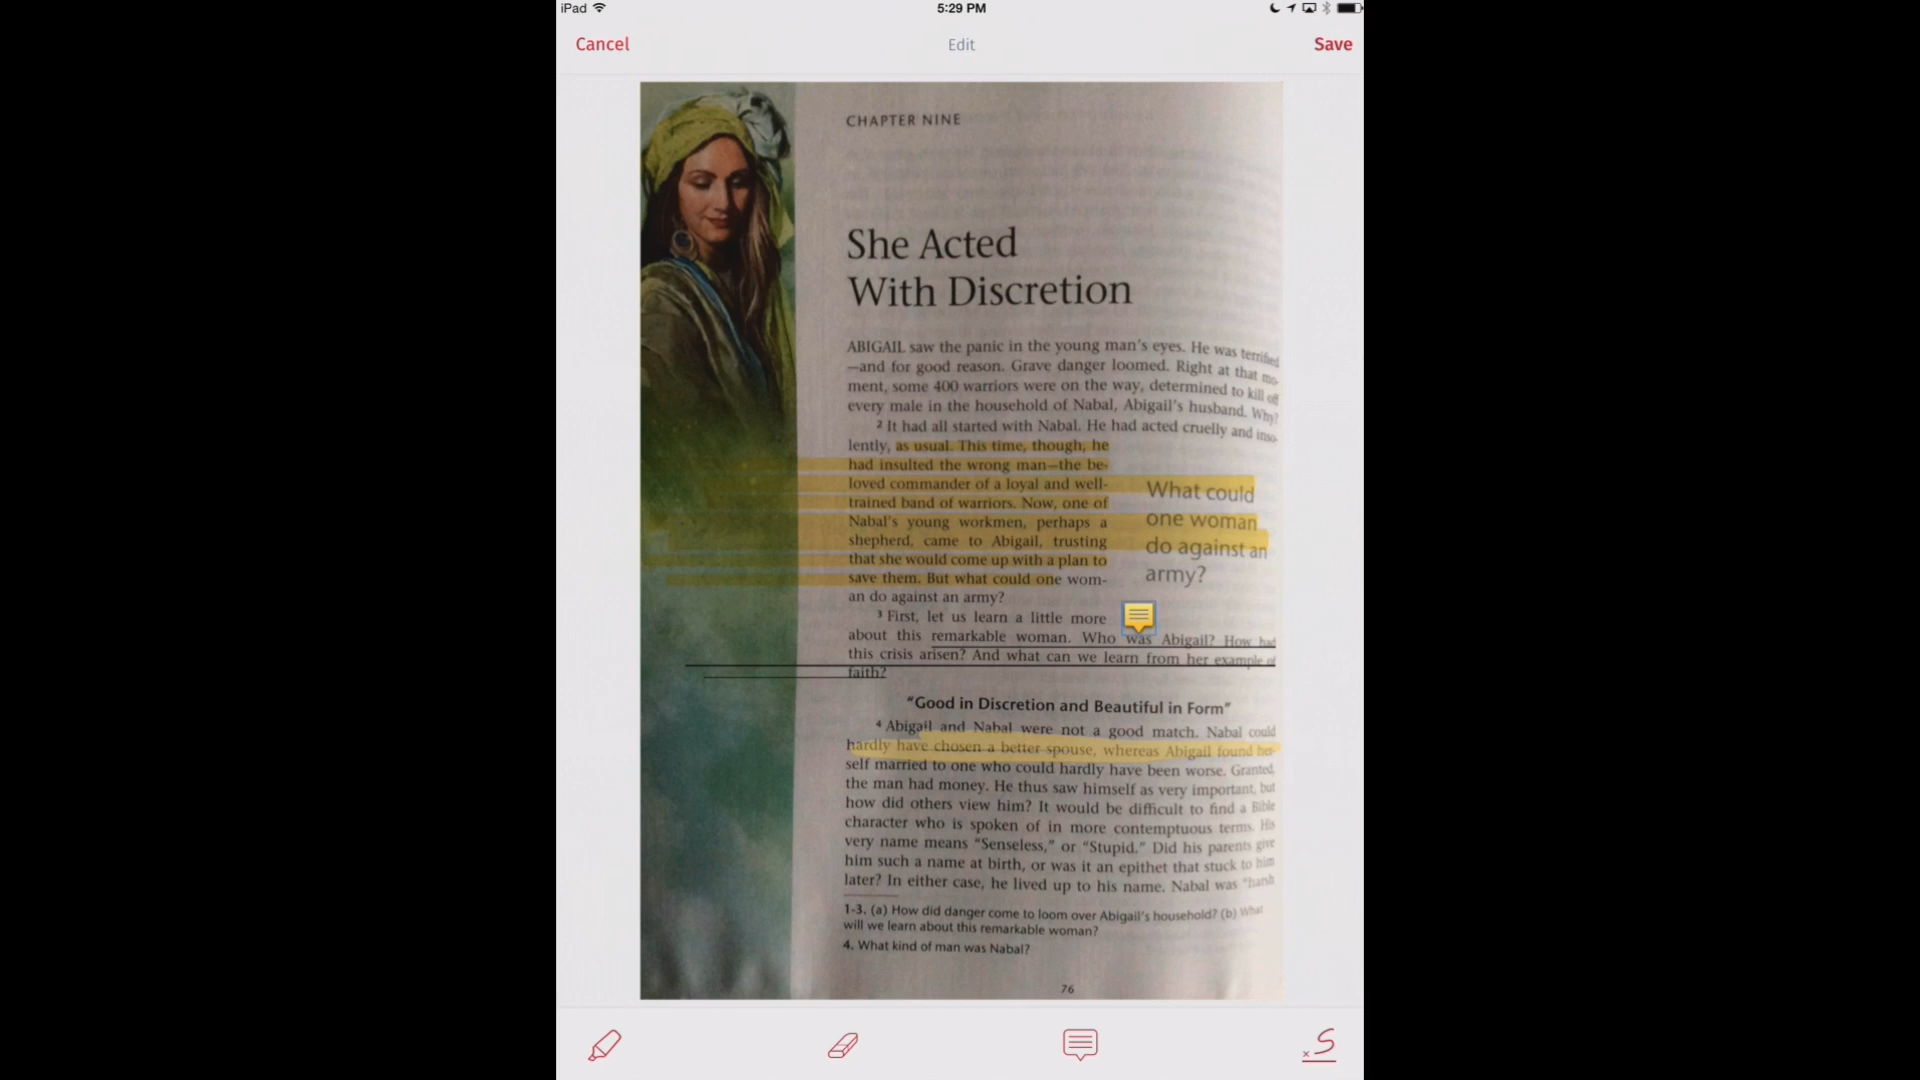 iPad
5:29 PM
Cancel
Edit
Save
CHAPTER NINE
She Acted
With Discretion
ABIGAIL saw the panic in the young man's eyes. He was terrified
—and for good reason. Grave danger loomed. Right at that mo-
ment, some 400 warriors were on the way, determined to kill off
every male in the household of Nabal, Abigail's husband. Why?
2 It had all started with Nabal. He had acted cruelly and inso-
lently, as usual. This time, though, he
had insulted the wrong man—the be-
loved commander of a loyal and well-
trained band of warriors. Now, one of
Nabal's young workmen, perhaps a
shepherd, came to Abigail, trusting
that she would come up with a plan to
save them. But what could one wom-
an do against an army?
What could
one woman
do against an
army?
3 First, let us learn a little more
about this remarkable woman. Who was Abigail? How had
this crisis arisen? And what can we learn from her example of
faith?
"Good in Discretion and Beautiful in Form"
4 Abigail and Nabal were not a good match. Nabal could
hardly have chosen a better spouse, whereas Abigail found her-
self married to one who could hardly have been worse. Granted,
the man had money. He thus saw himself as very important, but
how did others view him? It would be difficult to find a Bible
character who is spoken of in more contemptuous terms. His
very name means "Senseless," or "Stupid." Did his parents give
him such a name at birth, or was it an epithet that stuck to him
later? In either case, he lived up to his name. Nabal was "harsh
1-3. (a) How did danger come to loom over Abigail's household? (b) What
will we learn about this remarkable woman?
4. What kind of man was Nabal?
76